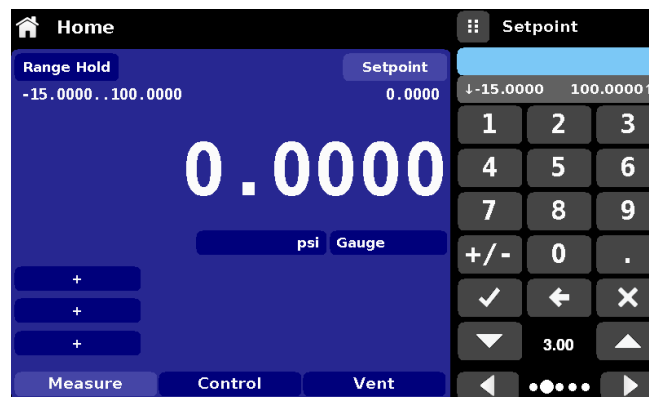 Home
Range Hold Setpoint
-15.0000..100.0000 0.0000
0.0000
psi Gauge
+
+
+
Measure Control Vent
Setpoint
↓-15.0000 100.0000↑
1 2 3
4 5 6
7 8 9
+/- 0 .
3.00